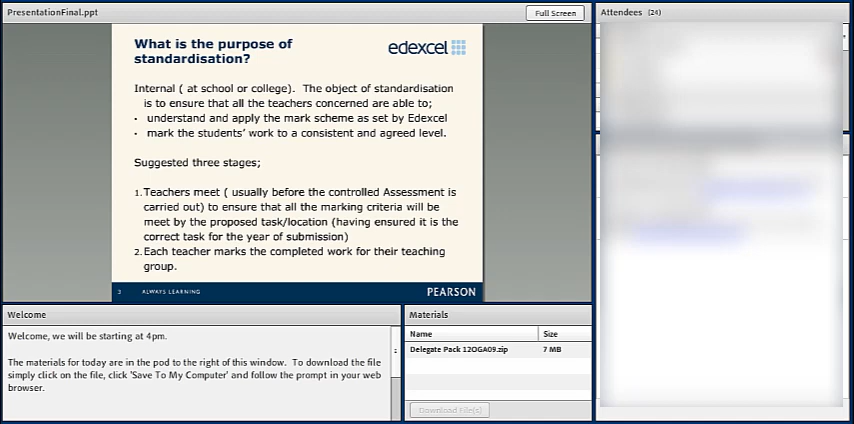 PresentationFinal.ppt
Full Screen
What is the purpose of
standardisation?
edexcel
Internal ( at school or college).  The object of standardisation
is to ensure that all the teachers concerned are able to;
• understand and apply the mark scheme as set by Edexcel
• mark the students' work to a consistent and agreed level.
Suggested three stages;
1. Teachers meet ( usually before the controlled Assessment is
carried out) to ensure that all the marking criteria will be
meet by the proposed task/location (having ensured it is the
correct task for the year of submission)
2. Each teacher marks the completed work for their teaching
group.
3 ALWAYS LEARNING PEARSON
Attendees (24)
Welcome
Welcome, we will be starting at 4pm.
The materials for today are in the pod to the right of this window.  To download the file
simply click on the file, click 'Save To My Computer' and follow the prompt in your web
browser.
Materials
Name Size
Delegate Pack 12OGA09.zip 7 MB
Download File(s)